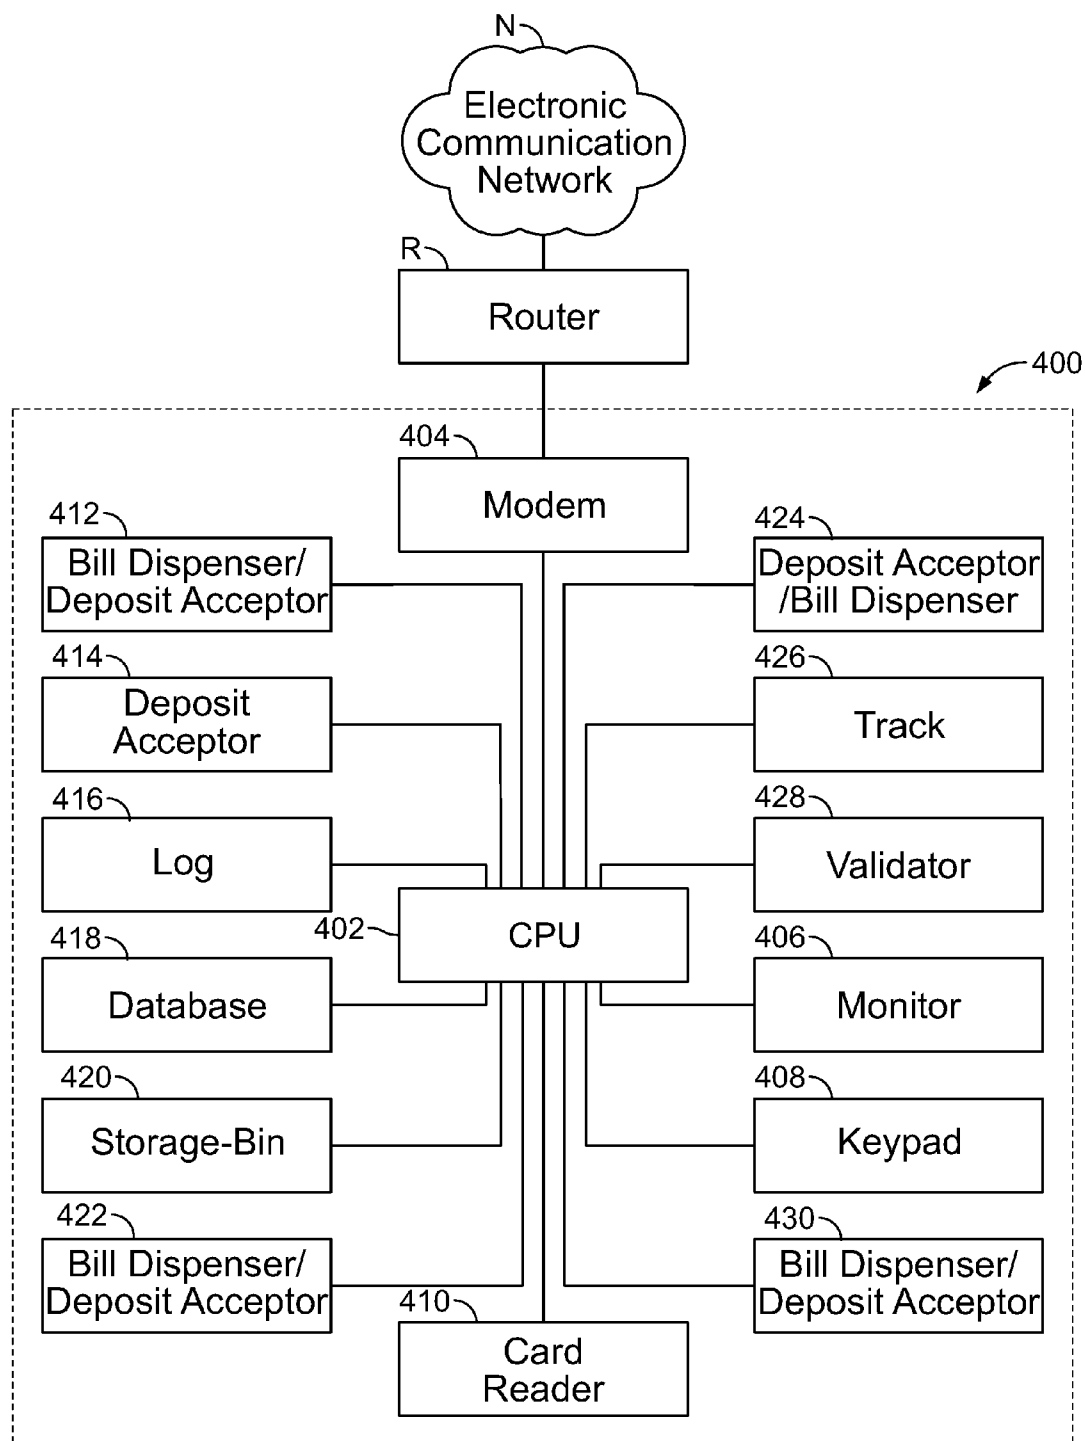 N
Electronic
Communication
Network
R
Router
400
404
Modem
412
Bill Dispenser/
Deposit Acceptor
424
Deposit Acceptor
/Bill Dispenser
414
Deposit
Acceptor
426
Track
416
Log
428
Validator
402
CPU
418
Database
406
Monitor
420
Storage-Bin
408
Keypad
422
Bill Dispenser/
Deposit Acceptor
430
Bill Dispenser/
Deposit Acceptor
410
Card
Reader